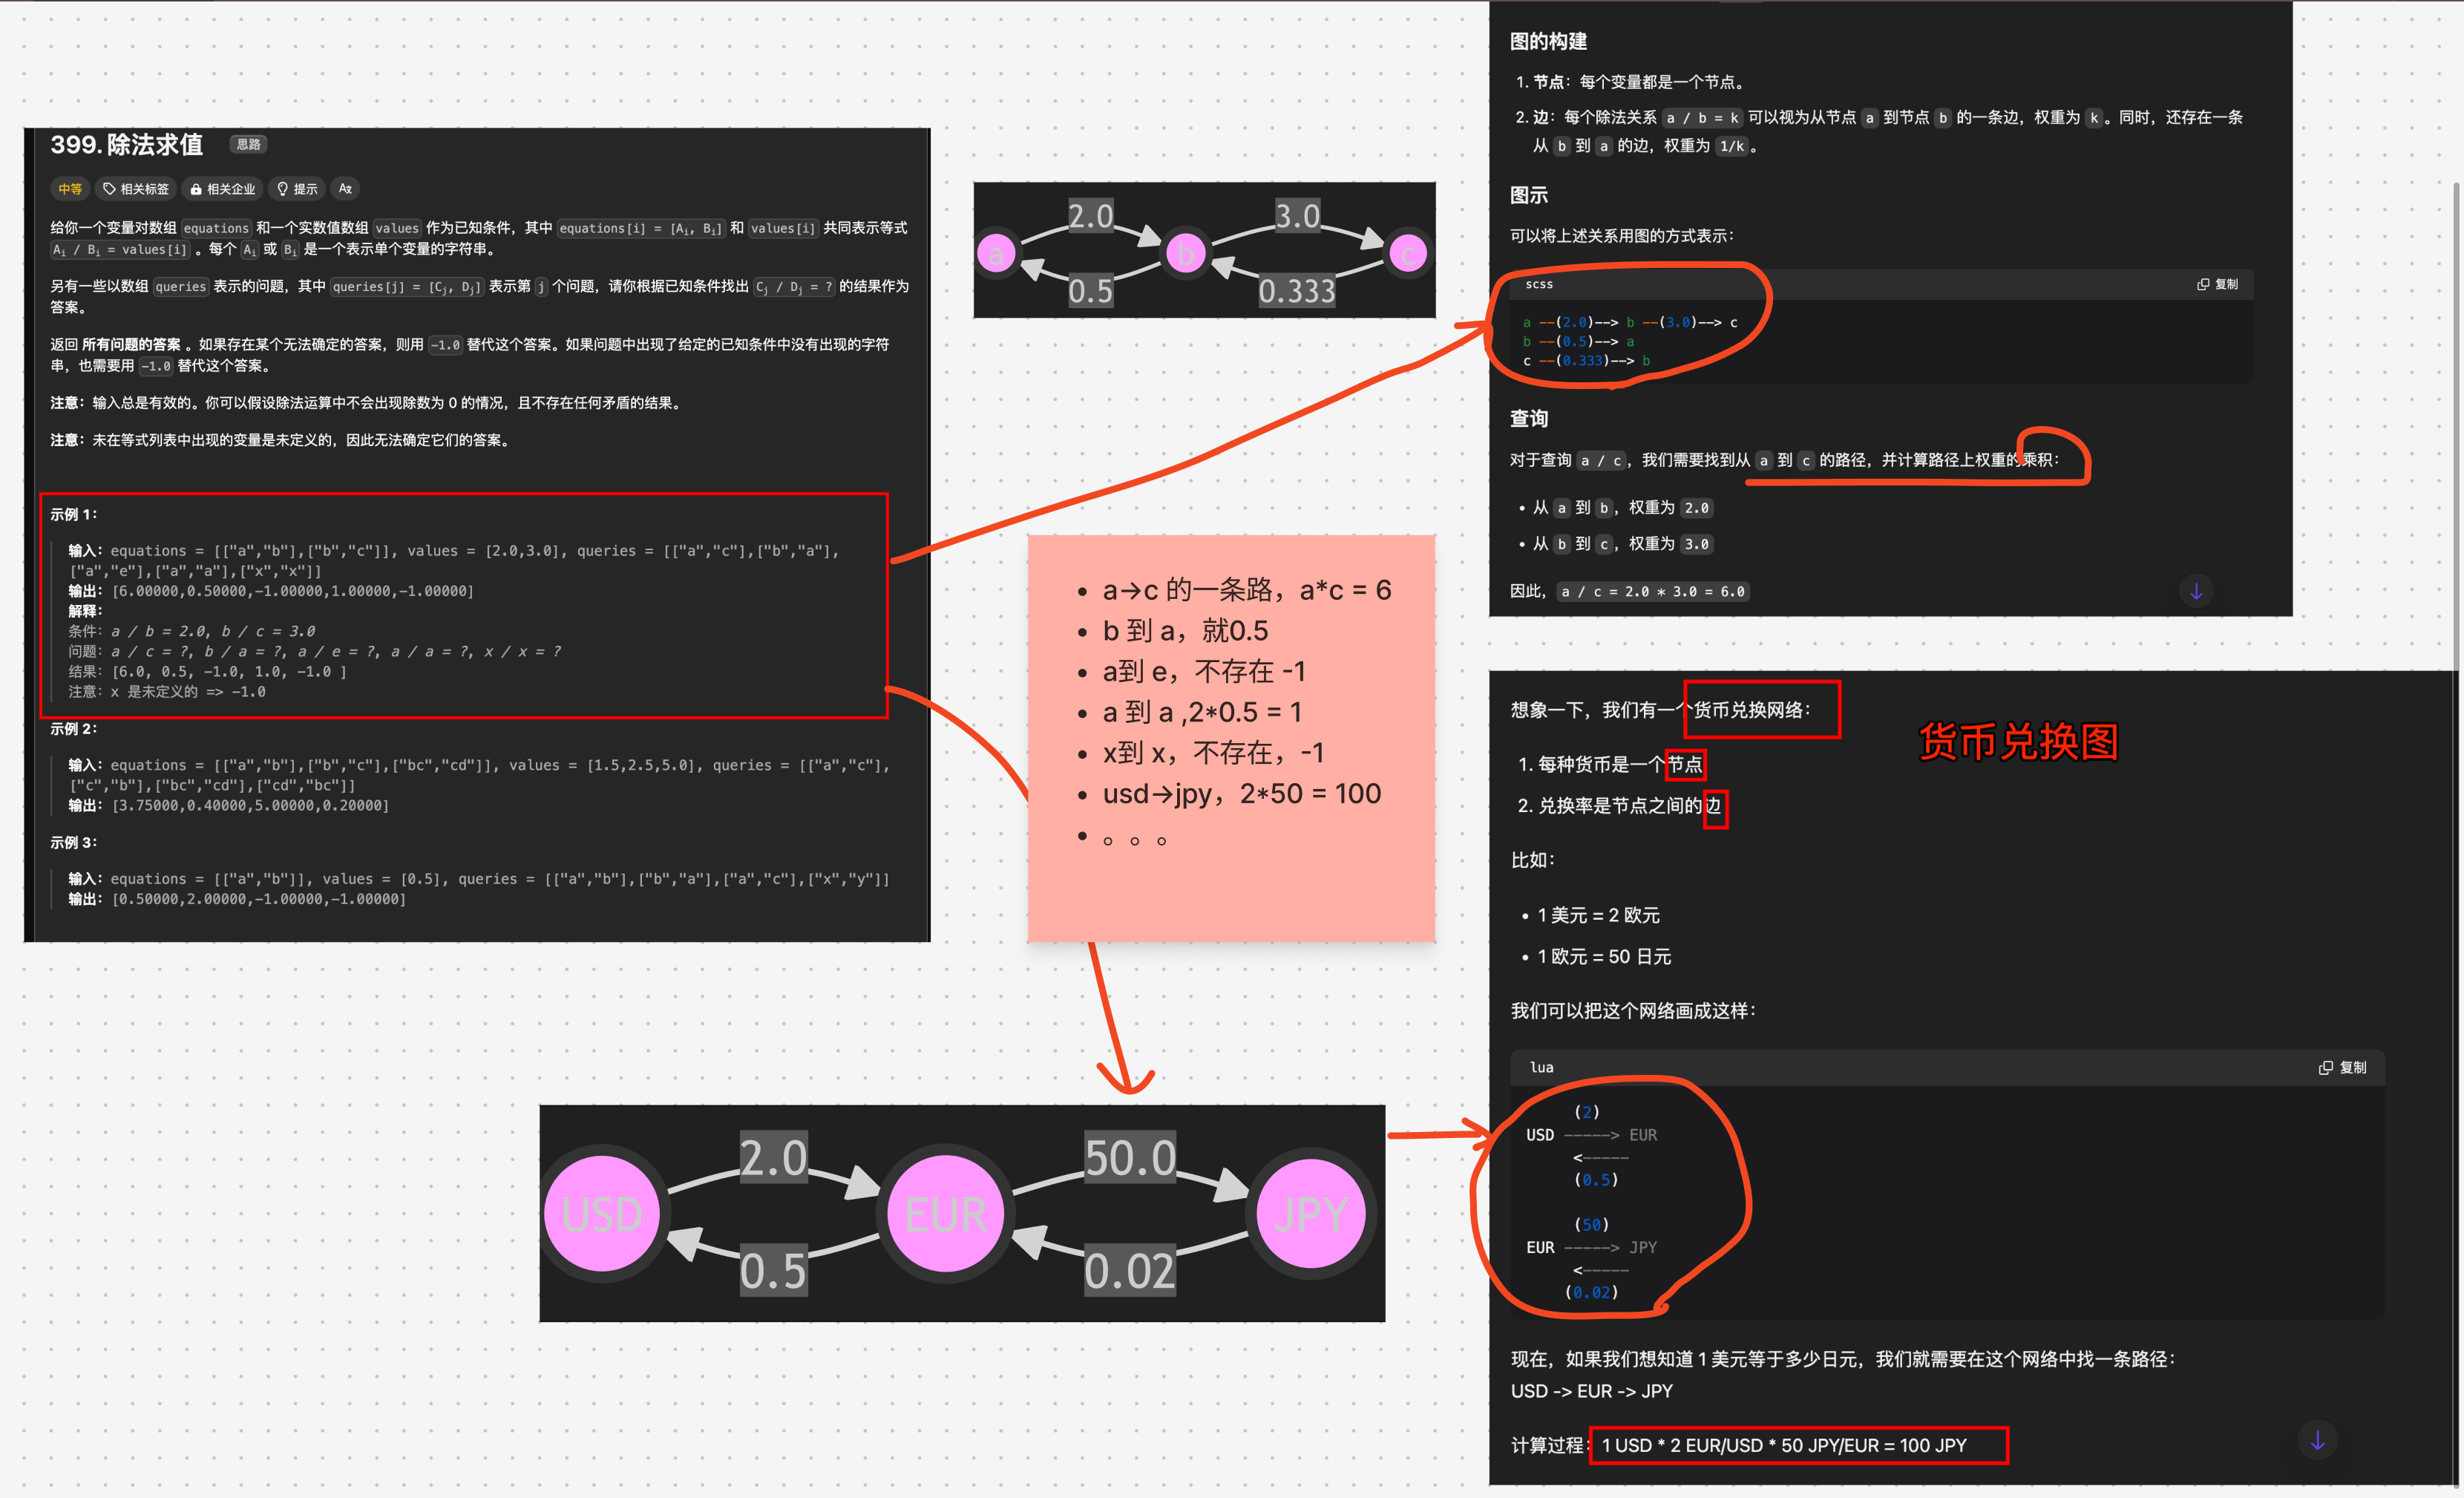 399. 除法求值 思路
中等 相关标签 相关企业 提示
给你一个变量对数组 equations 和一个实数值数组 values 作为已知条件，其中 equations[i] = [Ai, Bi] 和 values[i] 共同表示等式
Ai / Bi = values[i] 。每个 Ai 或 Bi 是一个表示单个变量的字符串。
另有一些以数组 queries 表示的问题，其中 queries[j] = [Cj, Dj] 表示第 j 个问题，请你根据已知条件找出 Cj / Dj = ? 的结果作为
答案。
返回 所有问题的答案 。如果存在某个无法确定的答案，则用 -1.0 替代这个答案。如果问题中出现了给定的已知条件中没有出现的字符
串，也需要用 -1.0 替代这个答案。
注意：输入总是有效的。你可以假设除法运算中不会出现除数为 0 的情况，且不存在任何矛盾的结果。
注意：未在等式列表中出现的变量是未定义的，因此无法确定它们的答案。
示例 1：
输入：equations = [["a","b"],["b","c"]], values = [2.0,3.0], queries = [["a","c"],["b","a"],
["a","e"],["a","a"],["x","x"]]
输出：[6.00000,0.50000,-1.00000,1.00000,-1.00000]
解释：
条件：a / b = 2.0, b / c = 3.0
问题：a / c = ?, b / a = ?, a / e = ?, a / a = ?, x / x = ?
结果：[6.0, 0.5, -1.0, 1.0, -1.0 ]
注意：x 是未定义的 => -1.0
示例 2：
输入：equations = [["a","b"],["b","c"],["bc","cd"]], values = [1.5,2.5,5.0], queries = [["a","c"],
["c","b"],["bc","cd"],["cd","bc"]]
输出：[3.75000,0.40000,5.00000,0.20000]
示例 3：
输入：equations = [["a","b"]], values = [0.5], queries = [["a","b"],["b","a"],["a","c"],["x","y"]]
输出：[0.50000,2.00000,-1.00000,-1.00000]
2.0 3.0
a b c
0.5 0.333
• a→c 的一条路，a*c = 6
• b 到 a，就0.5
• a到 e，不存在 -1
• a 到 a ,2*0.5 = 1
• x到 x，不存在，-1
• usd→jpy，2*50 = 100
• 。。。
2.0 50.0
USD EUR JPY
0.5 0.02
图的构建
1. 节点：每个变量都是一个节点。
2. 边：每个除法关系 a / b = k 可以视为从节点 a 到节点 b 的一条边，权重为 k。同时，还存在一条
从 b 到 a 的边，权重为 1/k。
图示
可以将上述关系用图的方式表示：
scss 复制
a --(2.0)--> b --(3.0)--> c
b --(0.5)--> a
c --(0.333)--> b
查询
对于查询 a / c，我们需要找到从 a 到 c 的路径，并计算路径上权重的乘积：
• 从 a 到 b，权重为 2.0
• 从 b 到 c，权重为 3.0
因此，a / c = 2.0 * 3.0 = 6.0
想象一下，我们有一个货币兑换网络：
货币兑换图
1. 每种货币是一个节点
2. 兑换率是节点之间的边
比如：
• 1 美元 = 2 欧元
• 1 欧元 = 50 日元
我们可以把这个网络画成这样：
lua 复制
(2)
USD -----> EUR
<-----
(0.5)
(50)
EUR -----> JPY
<-----
(0.02)
现在，如果我们想知道 1 美元等于多少日元，我们就需要在这个网络中找一条路径：
USD -> EUR -> JPY
计算过程：1 USD * 2 EUR/USD * 50 JPY/EUR = 100 JPY